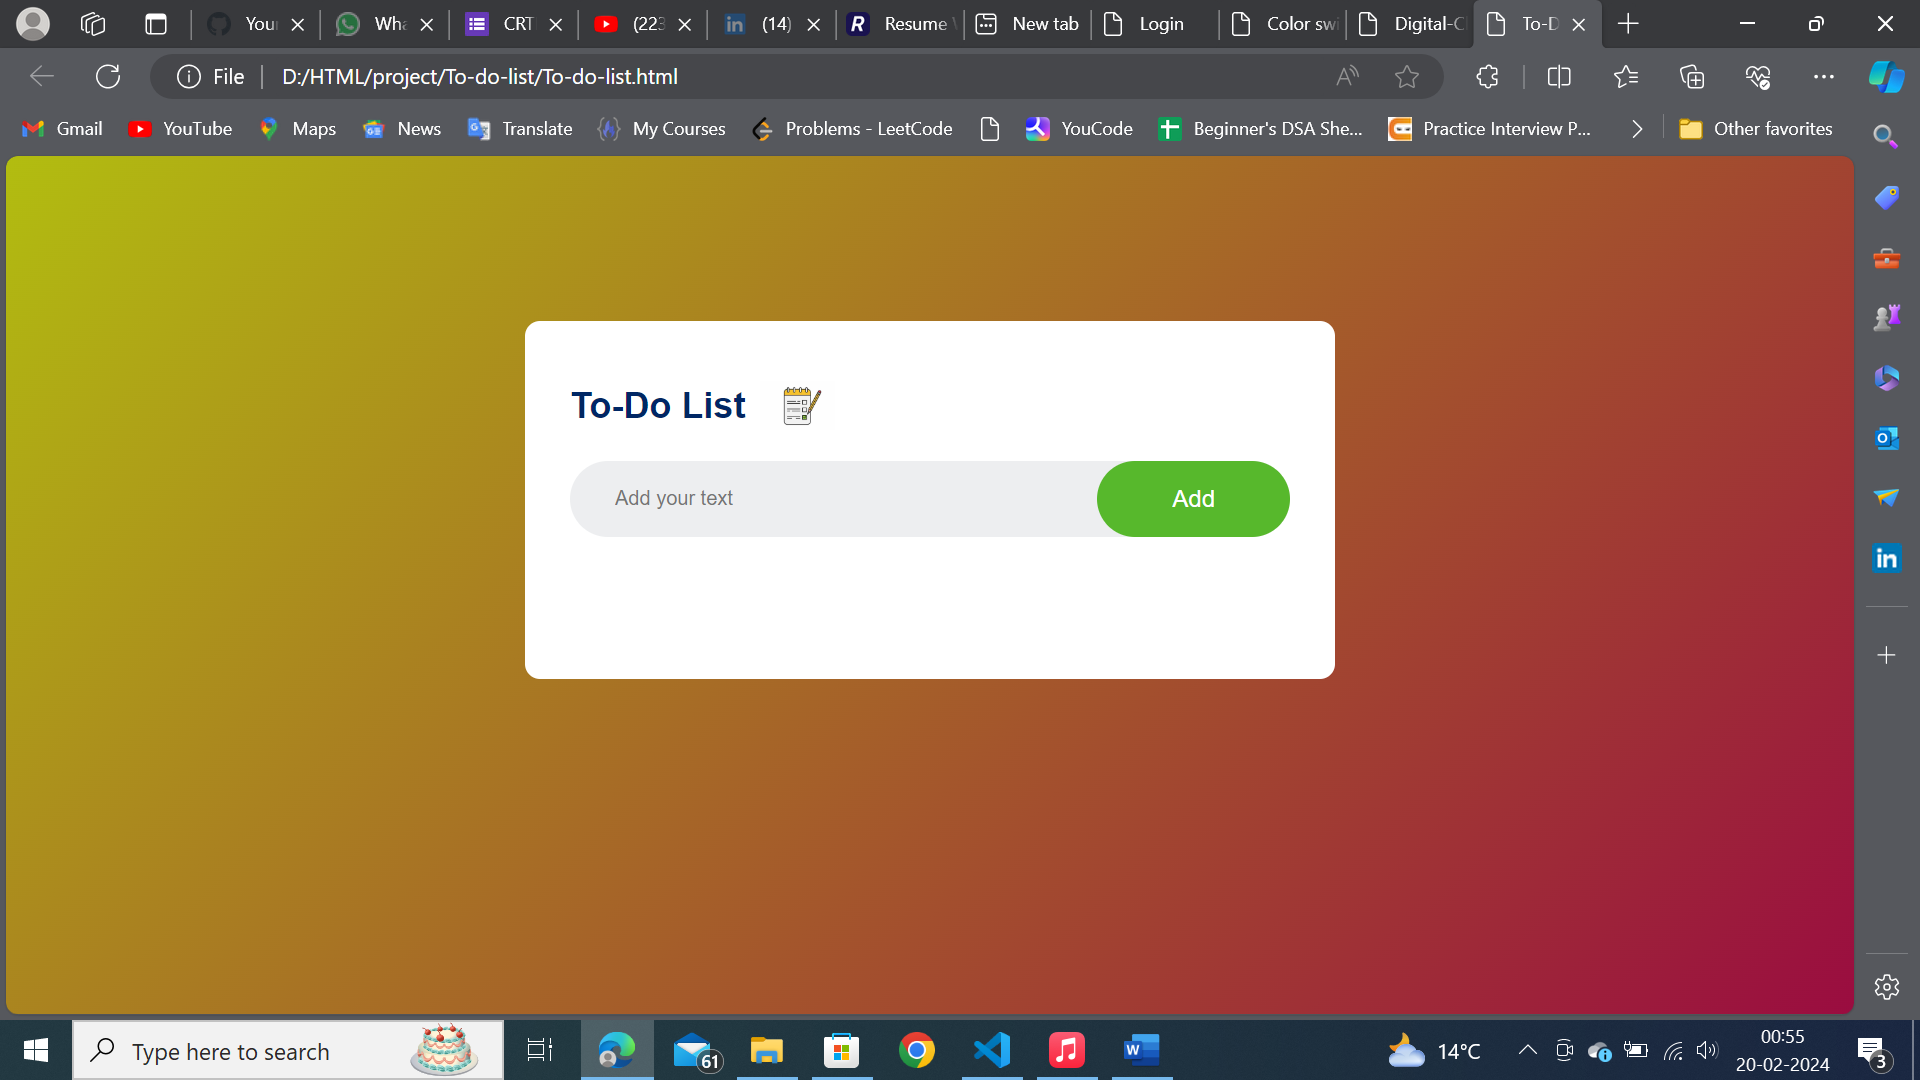 You
Wha
CRT
(223
in (14)
R Resume
New tab
Login
Color swi
Digital-Cl
To-D
File D:/HTML/project/To-do-list/To-do-list.html
Gmail YouTube Maps News Translate My Courses Problems - LeetCode YouCode Beginner's DSA She... Practice Interview P... Other favorites
To-Do List
Add your text Add
in
Type here to search
61
W
14°C
00:55
20-02-2024
3